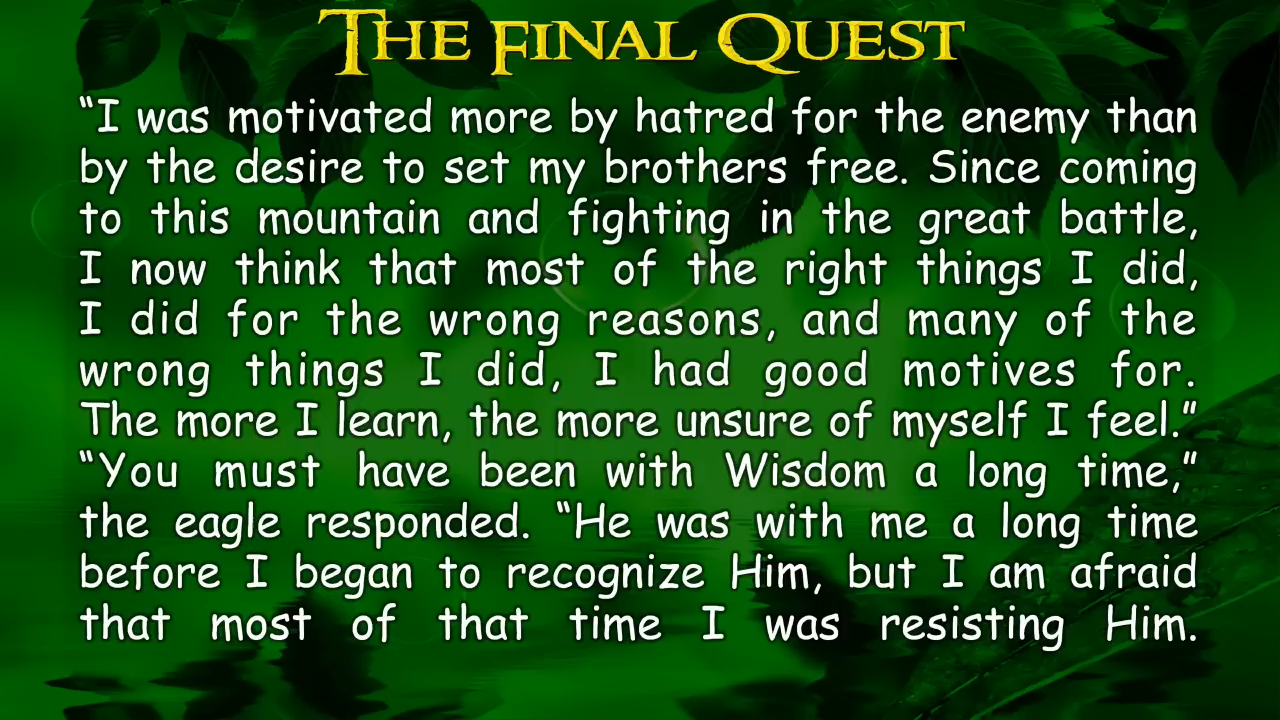 The Final Quest
“I was motivated more by hatred for the enemy than
by the desire to set my brothers free. Since coming
to this mountain and fighting in the great battle,
I now think that most of the right things I did,
I did for the wrong reasons, and many of the
wrong things I did, I had good motives for.
The more I learn, the more unsure of myself I feel.”
“You must have been with Wisdom a long time,”
the eagle responded. “He was with me a long time
before I began to recognize Him, but I am afraid
that most of that time I was resisting Him.